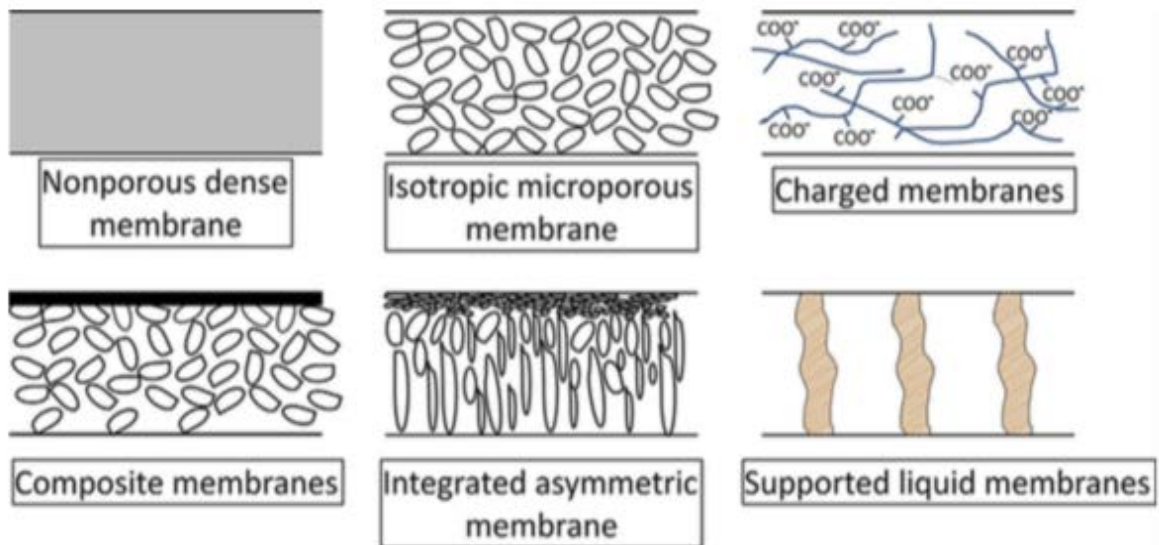 COO⁻
COO⁻
COO⁻
COO⁻
COO⁻
COO⁻
COO⁻
COO⁻
COO⁻
COO⁻
COO⁻
Nonporous dense
membrane
Isotropic microporous
membrane
Charged membranes
Composite membranes
Integrated asymmetric
membrane
Supported liquid membranes